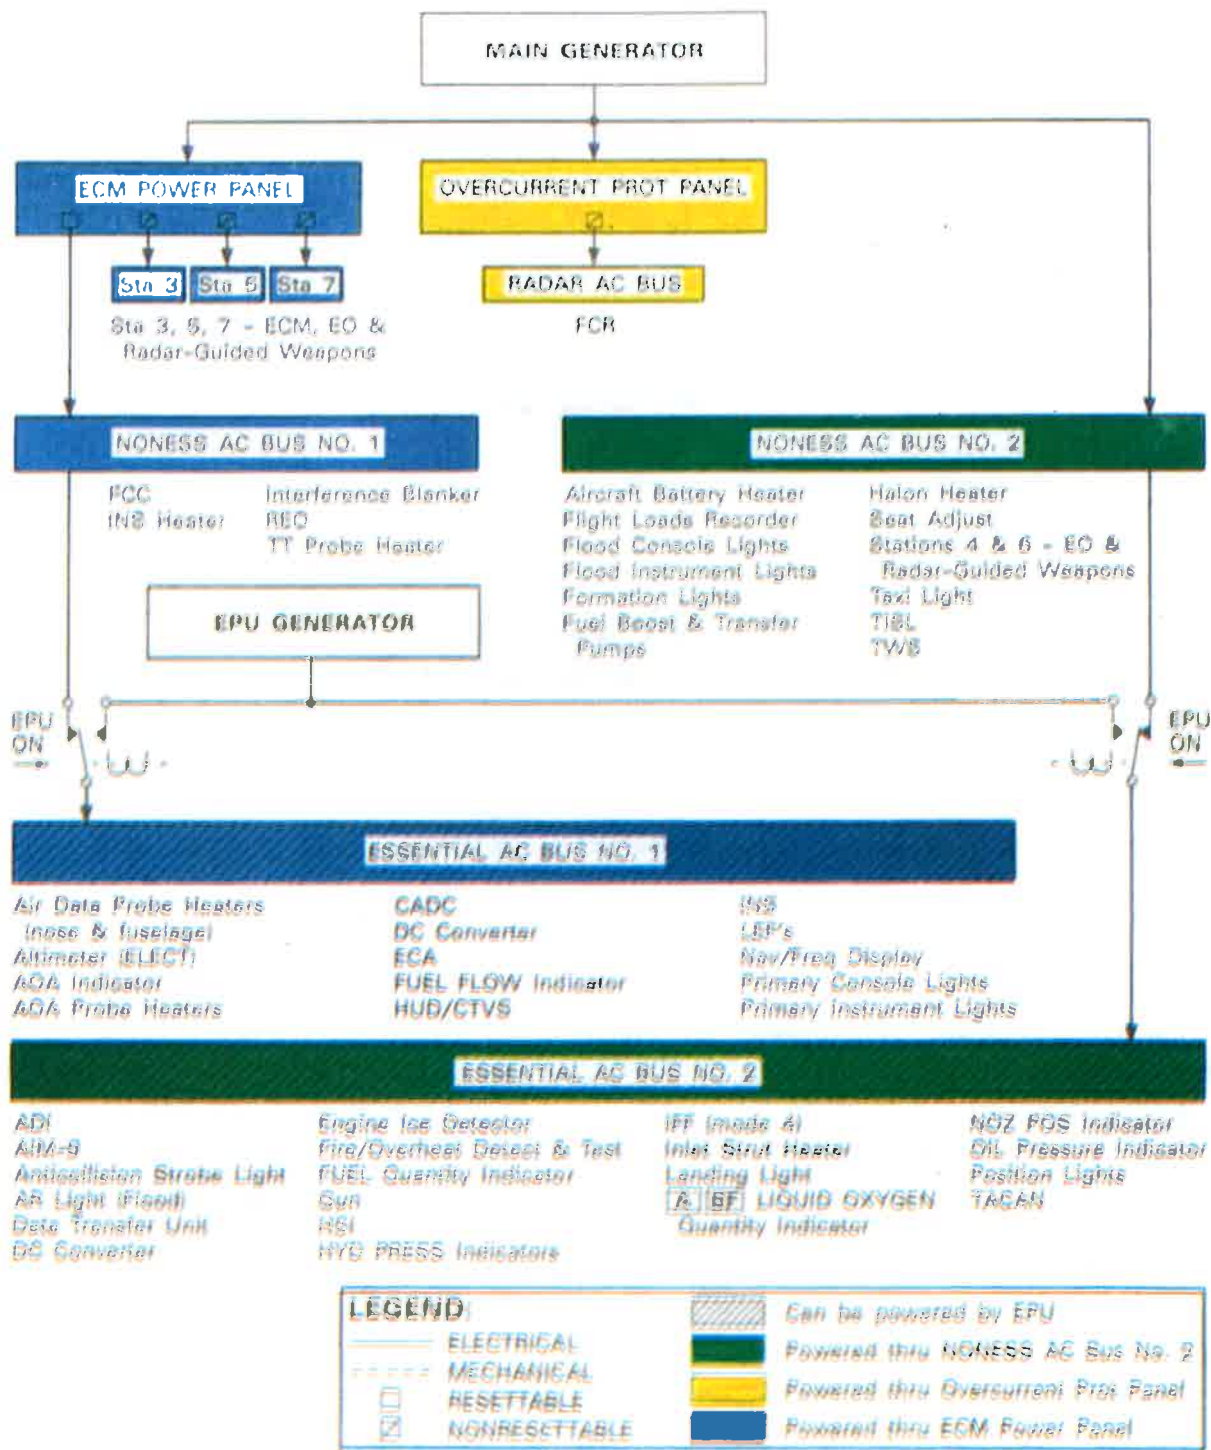 MAIN GENERATOR
ECM POWER PANEL
OVERCURRENT PROT PANEL
Sta 3
Sta 5
Sta 7
RADAR AC BUS
Sta 3, 5, 7 - ECM, EO &
Radar-Guided Weapons
FCR
NONESS AC BUS NO. 1
NONESS AC BUS NO. 2
FCC
INS Heater
Interference Blanker
REO
TT Probe Heater
Aircraft Battery Heater
Flight Loads Recorder
Flood Console Lights
Flood Instrument Lights
Formation Lights
Fuel Boost & Transfer
Pumps
Halon Heater
Seat Adjust
Stations 4 & 6 - EO &
Radar-Guided Weapons
Taxi Light
TISL
TWS
EPU GENERATOR
EPU
ON
EPU
ON
ESSENTIAL AC BUS NO. 1
Air Data Probe Heaters
(nose & fuselage)
Altimeter (ELECT)
AOA Indicator
AOA Probe Heaters
CADC
DC Converter
ECA
FUEL FLOW Indicator
HUD/CTVS
INS
LEF's
Nav/Freq Display
Primary Console Lights
Primary Instrument Lights
ESSENTIAL AC BUS NO. 2
ADI
AIM-9
Anticollision Strobe Light
AR Light (Flood)
Data Transfer Unit
DC Converter
Engine Ice Detector
Fire/Overheat Detect & Test
FUEL Quantity Indicator
Gun
HSI
HYD PRESS Indicators
IFF (mode 4)
Inlet Strut Heater
Landing Light
A BF LIQUID OXYGEN
Quantity Indicator
NOZ POS Indicator
OIL Pressure Indicator
Position Lights
TACAN
LEGEND:
ELECTRICAL
MECHANICAL
RESETTABLE
NONRESETTABLE
Can be powered by EPU
Powered thru NONESS AC Bus No. 2
Powered thru Overcurrent Prot Panel
Powered thru ECM Power Panel